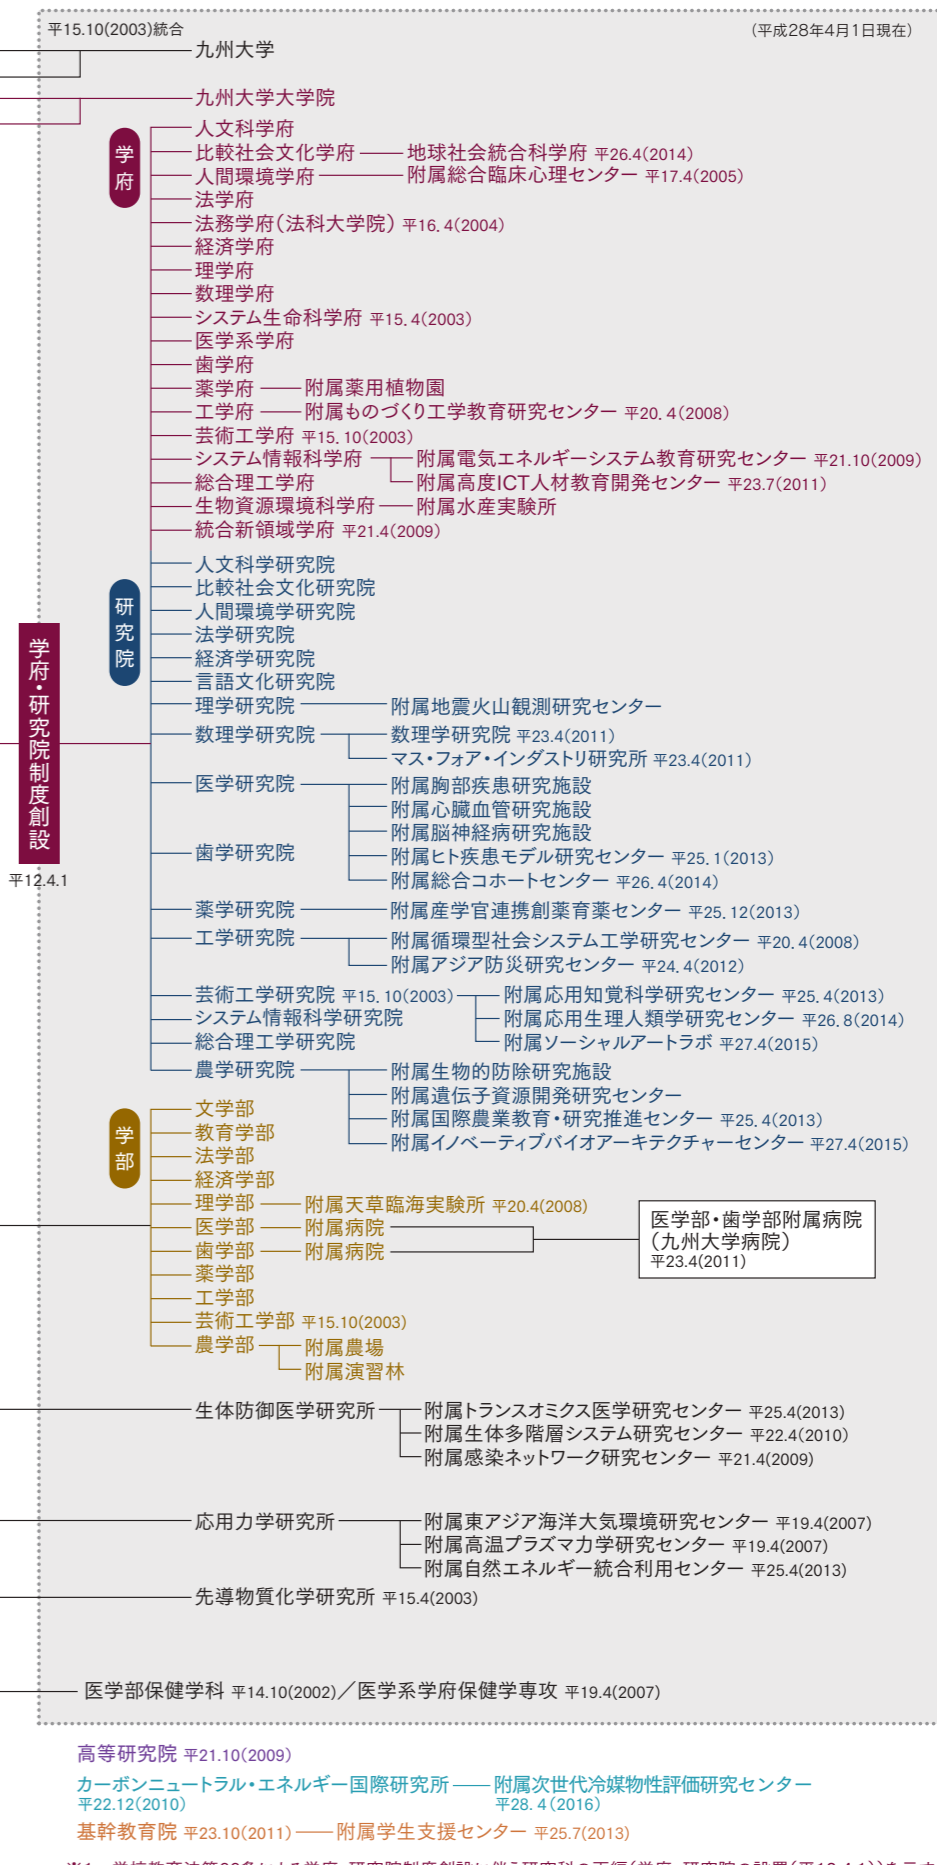 平15.10(2003)統合
(平成28年4月1日現在)
九州大学
九州大学大学院
学府
人文科学府
比較社会文化学府
地球社会統合科学府 平26.4(2014)
人間環境学府
附属総合臨床心理センター 平17.4(2005)
法学府
法務学府(法科大学院) 平16.4(2004)
経済学府
理学府
数理学府
システム生命科学府 平15.4(2003)
医学系学府
歯学府
薬学府
附属薬用植物園
工学府
附属ものづくり工学教育研究センター 平20.4(2008)
芸術工学府 平15.10(2003)
システム情報科学府
附属電気エネルギーシステム教育研究センター 平21.10(2009)
総合理工学府
附属高度ICT人材教育開発センター 平23.7(2011)
生物資源環境科学府
附属水産実験所
統合新領域学府 平21.4(2009)
学府・研究院制度創設
平12.4.1
研究院
人文科学研究院
比較社会文化研究院
人間環境学研究院
法学研究院
経済学研究院
言語文化研究院
理学研究院
附属地震火山観測研究センター
数理学研究院
数理学研究院 平23.4(2011)
マス・フォア・インダストリ研究所 平23.4(2011)
医学研究院
附属胸部疾患研究施設
附属心臓血管研究施設
附属脳神経病研究施設
歯学研究院
附属ヒト疾患モデル研究センター 平25.1(2013)
附属総合コホートセンター 平26.4(2014)
薬学研究院
附属産学官連携創薬育薬センター 平25.12(2013)
工学研究院
附属循環型社会システム工学研究センター 平20.4(2008)
附属アジア防災研究センター 平24.4(2012)
芸術工学研究院 平15.10(2003)
附属応用知覚科学研究センター 平25.4(2013)
システム情報科学研究院
附属応用生理人類学研究センター 平26.8(2014)
総合理工学研究院
附属ソーシャルアートラボ 平27.4(2015)
農学研究院
附属生物的防除研究施設
附属遺伝子資源開発研究センター
附属国際農業教育・研究推進センター 平25.4(2013)
附属イノベーティブバイオアーキテクチャーセンター 平27.4(2015)
学部
文学部
教育学部
法学部
経済学部
理学部
附属天草臨海実験所 平20.4(2008)
医学部
附属病院
歯学部
附属病院
医学部・歯学部附属病院
(九州大学病院)
平23.4(2011)
薬学部
工学部
芸術工学部 平15.10(2003)
農学部
附属農場
附属演習林
生体防御医学研究所
附属トランスオミクス医学研究センター 平25.4(2013)
附属生体多階層システム研究センター 平22.4(2010)
附属感染ネットワーク研究センター 平21.4(2009)
応用力学研究所
附属東アジア海洋大気環境研究センター 平19.4(2007)
附属高温プラズマ力学研究センター 平19.4(2007)
附属自然エネルギー統合利用センター 平25.4(2013)
先導物質化学研究所 平15.4(2003)
医学部保健学科 平14.10(2002)/医学系学府保健学専攻 平19.4(2007)
高等研究院 平21.10(2009)
カーボンニュートラル・エネルギー国際研究所
附属次世代冷媒物性評価研究センター
平22.12(2010)
平28.4(2016)
基幹教育院 平23.10(2011)
附属学生支援センター 平25.7(2013)